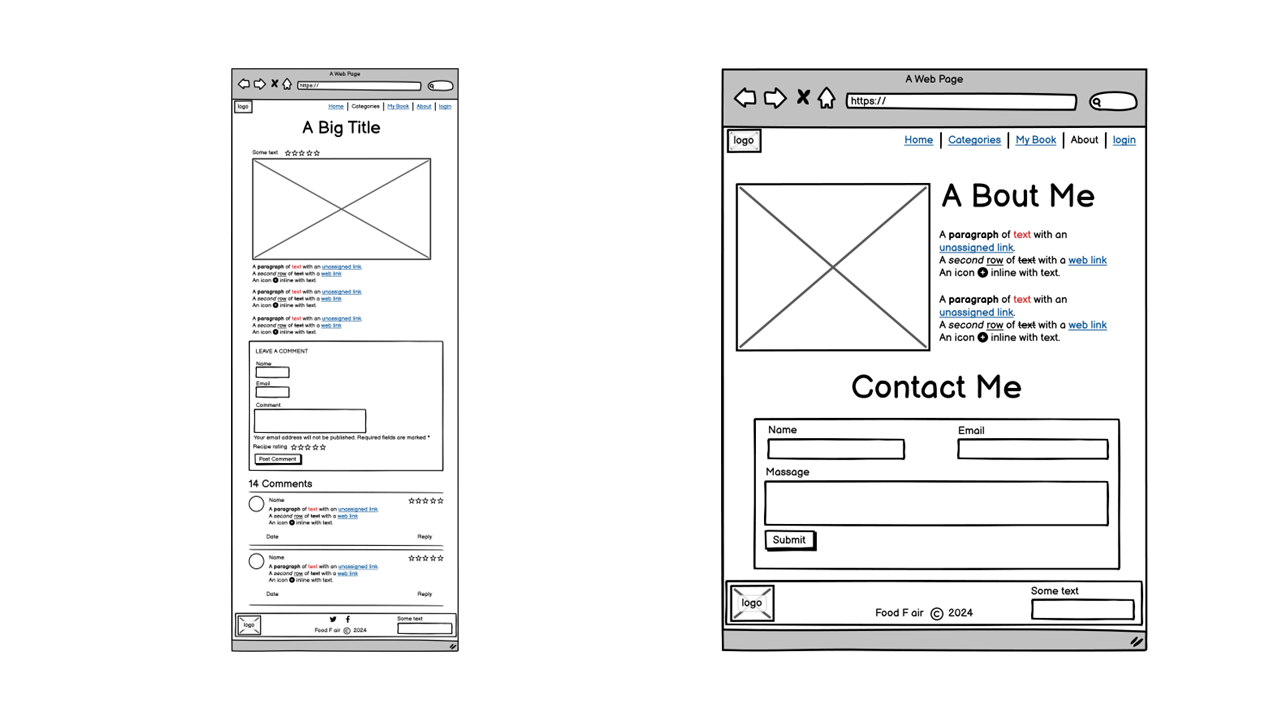 A Web Page
https://
logo
Home Categories My Book About login
A Big Title
Some text
A paragraph of text with an unassigned link.
A second row of text with a web link
An icon inline with text.
A paragraph of text with an unassigned link.
A second row of text with a web link
An icon inline with text.
A paragraph of text with an unassigned link.
A second row of text with a web link
An icon inline with text.
LEAVE A COMMENT
Name
Email
Comment
Your email address will not be published. Required fields are marked *
Recipe rating
Post Comment
14 Comments
Name
A paragraph of text with an unassigned link.
A second row of text with a web link
An icon inline with text.
Date Reply
Name
A paragraph of text with an unassigned link.
A second row of text with a web link
An icon inline with text.
Date Reply
logo
Food F air © 2024
Some text
A Web Page
https://
logo
Home Categories My Book About login
A Bout Me
A paragraph of text with an
unassigned link.
A second row of text with a web link
An icon inline with text.
A paragraph of text with an
unassigned link.
A second row of text with a web link
An icon inline with text.
Contact Me
Name Email
Massage
Submit
logo
Food F air © 2024
Some text